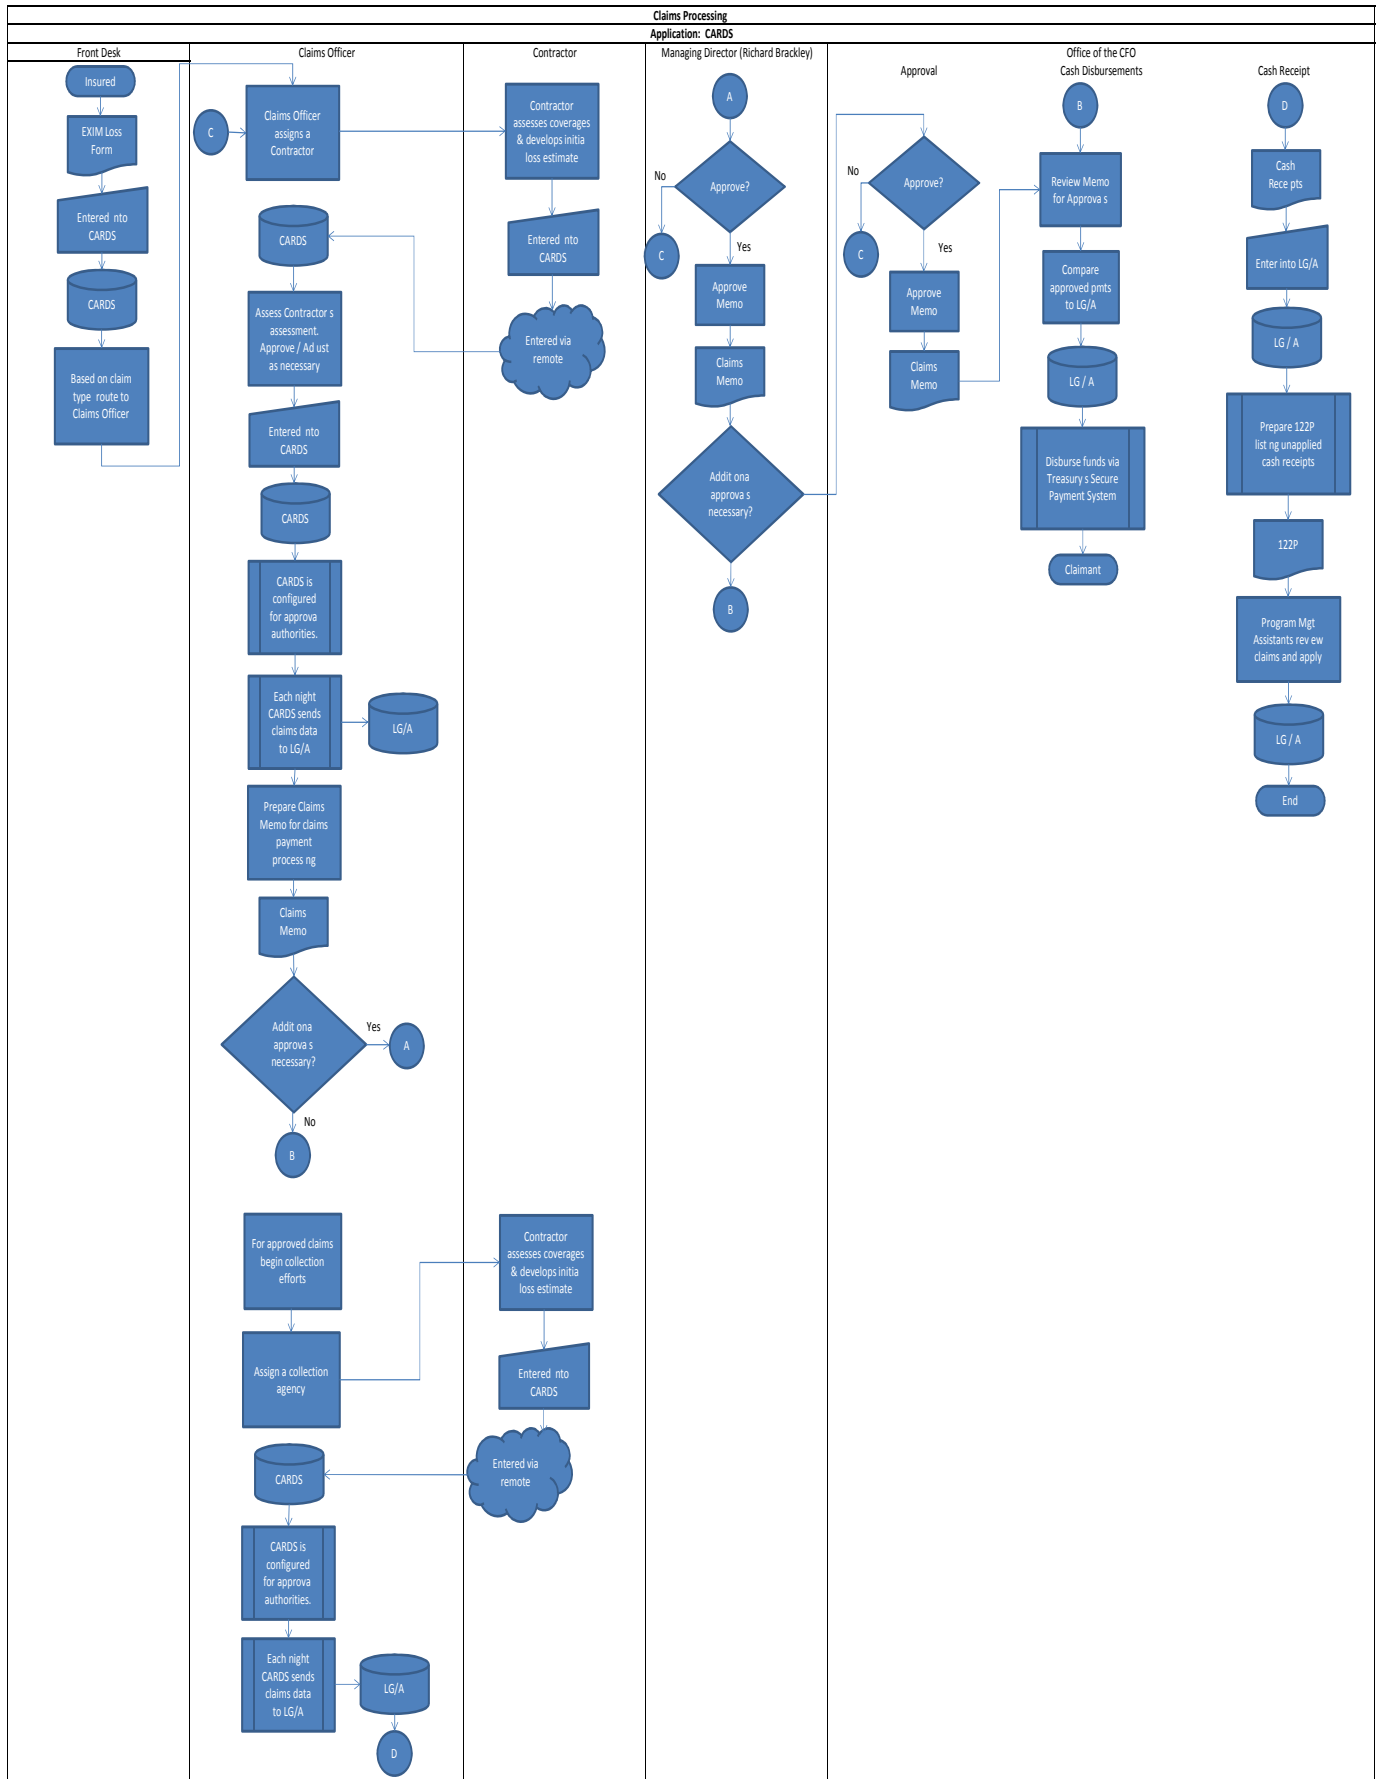 Claims Processing
Application: CARDS
Front Desk
Claims Officer
Contractor
Managing Director (Richard Brackley)
Office of the CFO
Approval
Cash Disbursements
Cash Receipt
Insured
EXIM Loss
Form
Entered nto
CARDS
CARDS
Based on claim
type route to
Claims Officer
C
Claims Officer
assigns a
Contractor
CARDS
Assess Contractor s
assessment.
Approve / Ad ust
as necessary
Entered nto
CARDS
CARDS
CARDS is
configured
for approva
authorities.
Each night
CARDS sends
claims data
to LG/A
LG/A
Prepare Claims
Memo for claims
payment
process ng
Claims
Memo
Addit ona
approva s
necessary?
Yes
A
No
B
For approved claims
begin collection
efforts
Assign a collection
agency
CARDS
CARDS is
configured
for approva
authorities.
Each night
CARDS sends
claims data
to LG/A
LG/A
D
Contractor
assesses coverages
& develops initia
loss estimate
Entered nto
CARDS
Entered via
remote
Contractor
assesses coverages
& develops initia
loss estimate
Entered nto
CARDS
Entered via
remote
A
Approve?
No
C
Yes
Approve
Memo
Claims
Memo
Addit ona
approva s
necessary?
B
Approve?
No
C
Yes
Approve
Memo
Claims
Memo
B
Review Memo
for Approva s
Compare
approved pmts
to LG/A
LG / A
Disburse funds via
Treasury s Secure
Payment System
Claimant
D
Cash
Rece pts
Enter into LG/A
LG / A
Prepare 122P
list ng unapplied
cash receipts
122P
Program Mgt
Assistants rev ew
claims and apply
LG / A
End